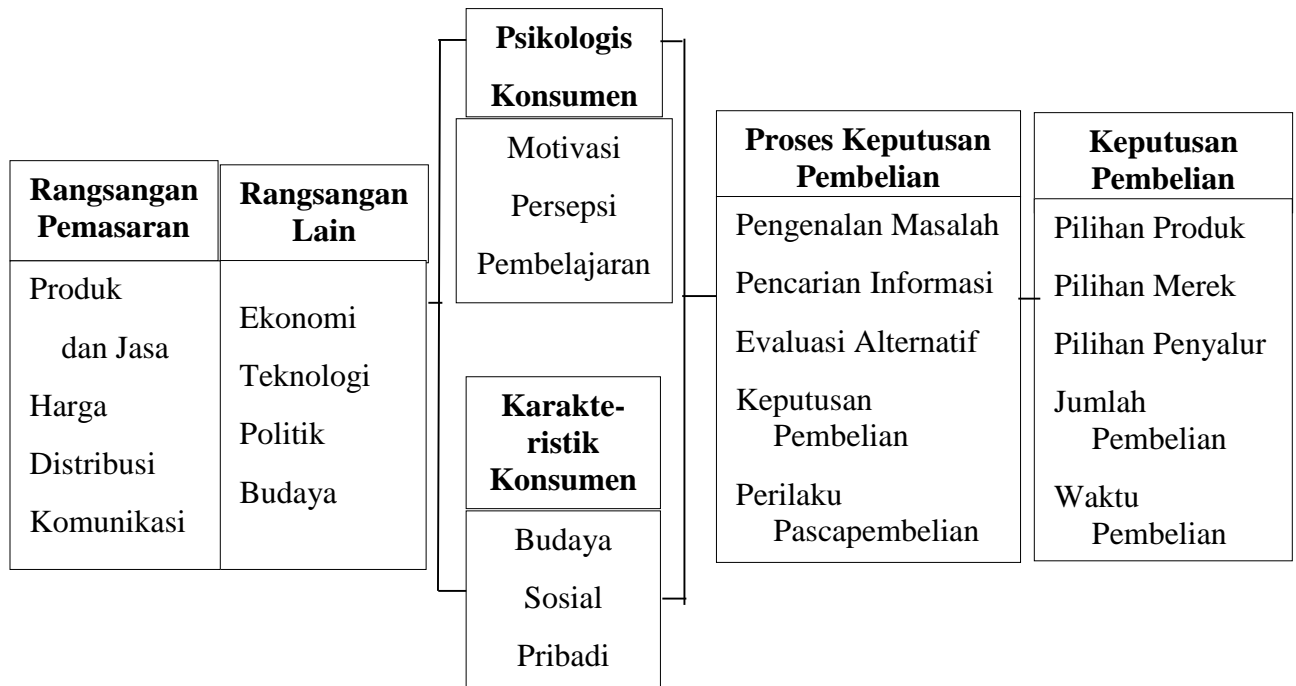 Rangsangan
Pemasaran
Produk
dan Jasa
Harga
Distribusi
Komunikasi
Rangsangan
Lain
Ekonomi
Teknologi
Politik
Budaya
Psikologis
Konsumen
Motivasi
Persepsi
Pembelajaran
Karakte-
ristik
Konsumen
Budaya
Sosial
Pribadi
Proses Keputusan
Pembelian
Pengenalan Masalah
Pencarian Informasi
Evaluasi Alternatif
Keputusan
Pembelian
Perilaku
Pascapembelian
Keputusan
Pembelian
Pilihan Produk
Pilihan Merek
Pilihan Penyalur
Jumlah
Pembelian
Waktu
Pembelian